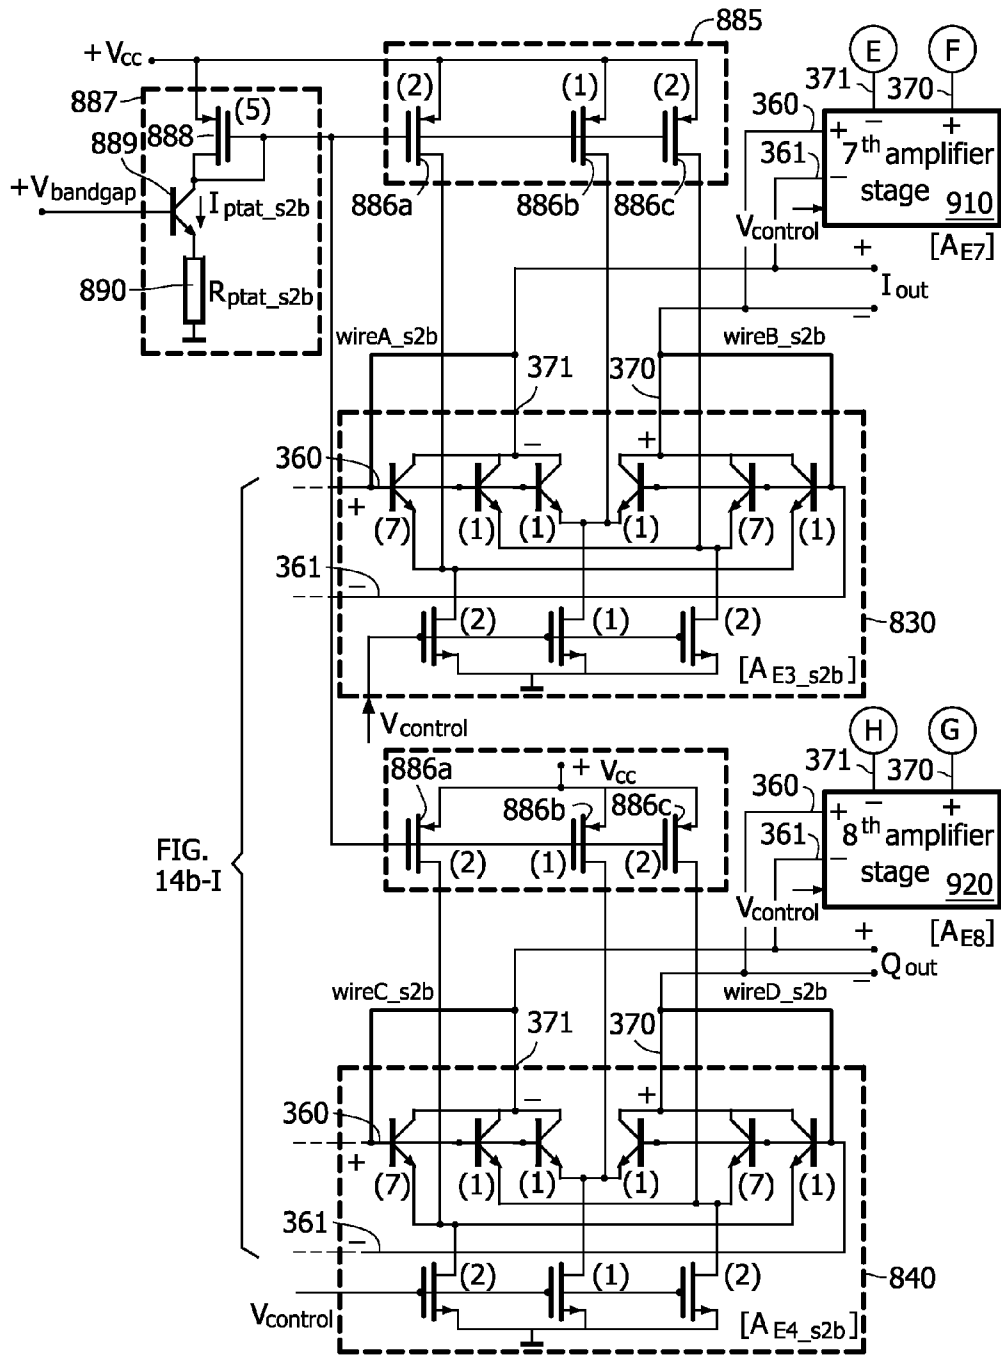 885
+Vcc
887
(5)
888
889
+Vbandgap
Iptat_s2b
890
Rptat_s2b
(2)
(1)
(2)
886a
886b
886c
E
F
371
370
360
361
+
−
+
−
7th amplifier
stage
910
Vcontrol
[AE7]
+
Iout
−
wireA_s2b
wireB_s2b
371
370
360
−
+
+
(7)
(1)
(1)
(1)
(7)
(1)
361
−
(2)
(1)
(2)
830
[AE3_s2b]
Vcontrol
886a
+ Vcc
886b
886c
(2)
(1)
(2)
FIG.
14b-I
H
G
371
370
360
361
+
−
+
−
8th amplifier
stage
920
Vcontrol
[AE8]
+
Qout
−
wireC_s2b
wireD_s2b
371
370
360
−
+
+
(7)
(1)
(1)
(1)
(7)
(1)
361
−
(2)
(1)
(2)
840
Vcontrol
[AE4_s2b]